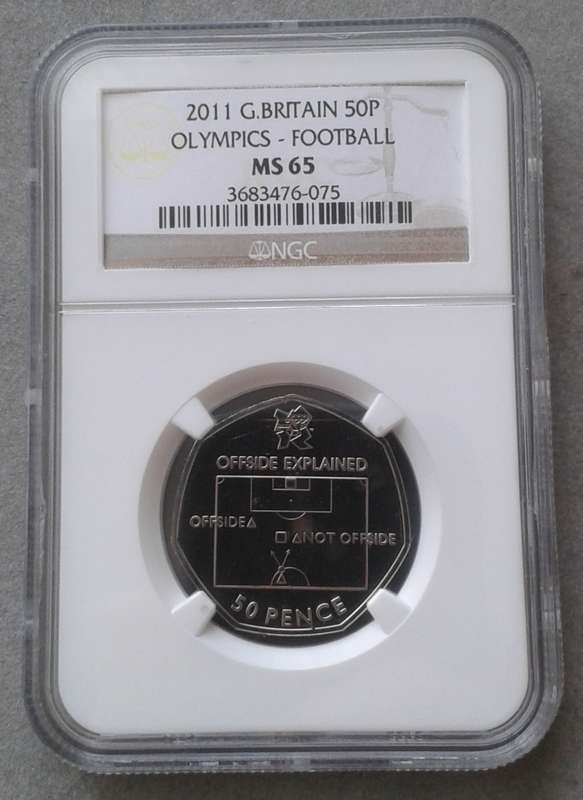 2011 G.BRITAIN 50P
OLYMPICS - FOOTBALL
MS 65
3683476-075
NGC
OFFSIDE EXPLAINED
OFFSIDE
NOT OFFSIDE
50 PENCE